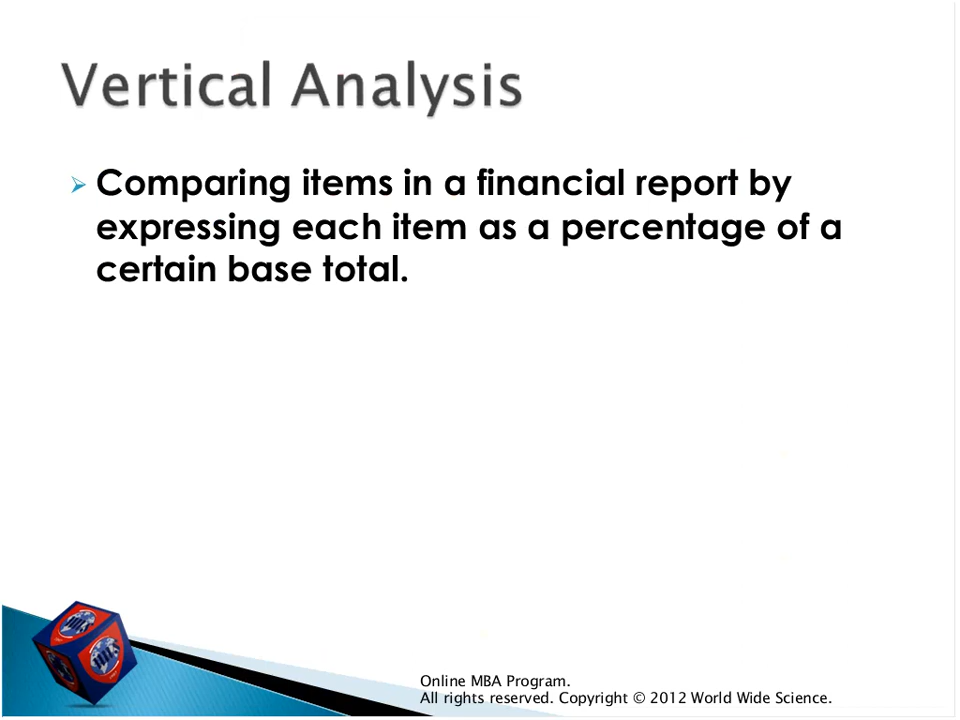 Vertical Analysis
Comparing items in a financial report by
expressing each item as a percentage of a
certain base total.
Online MBA Program.
All rights reserved. Copyright © 2012 World Wide Science.